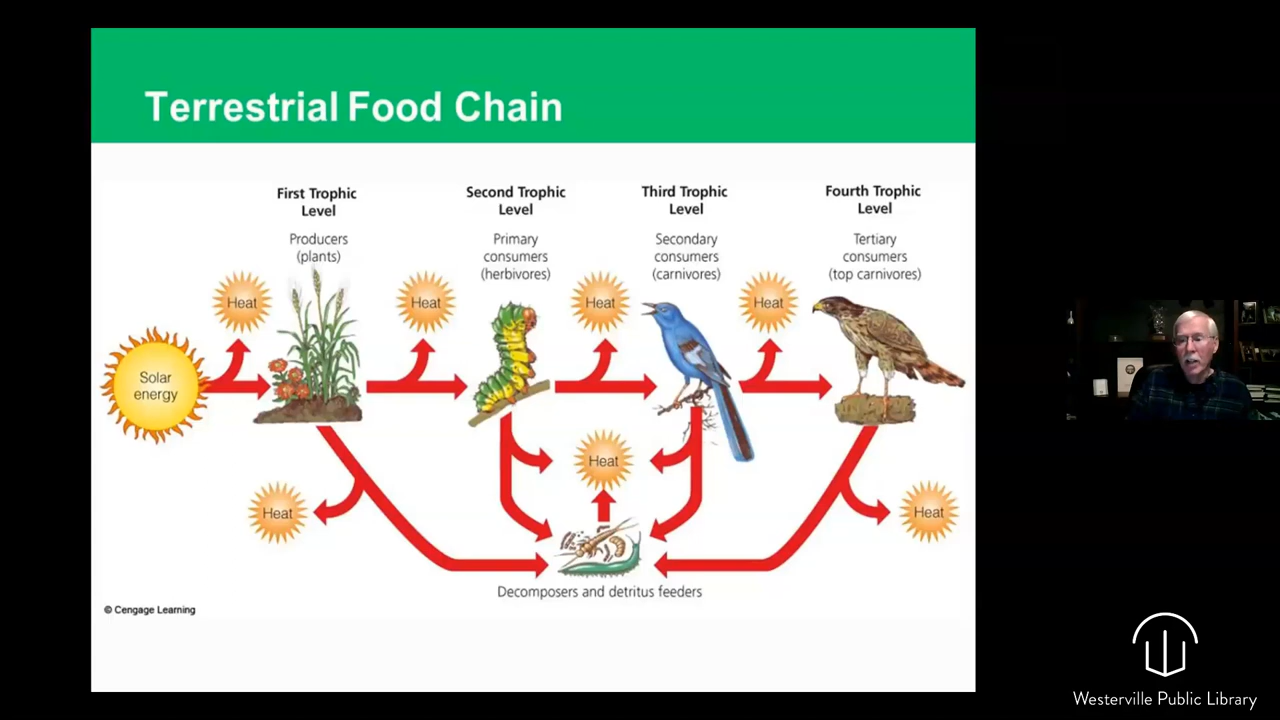 Terrestrial Food Chain
First Trophic
Level
Second Trophic
Level
Third Trophic
Level
Fourth Trophic
Level
Producers
(plants)
Primary
consumers
(herbivores)
Secondary
consumers
(carnivores)
Tertiary
consumers
(top carnivores)
Heat
Heat
Heat
Heat
Solar
energy
Heat
Heat
Heat
Decomposers and detritus feeders
© Cengage Learning
Westerville Public Library